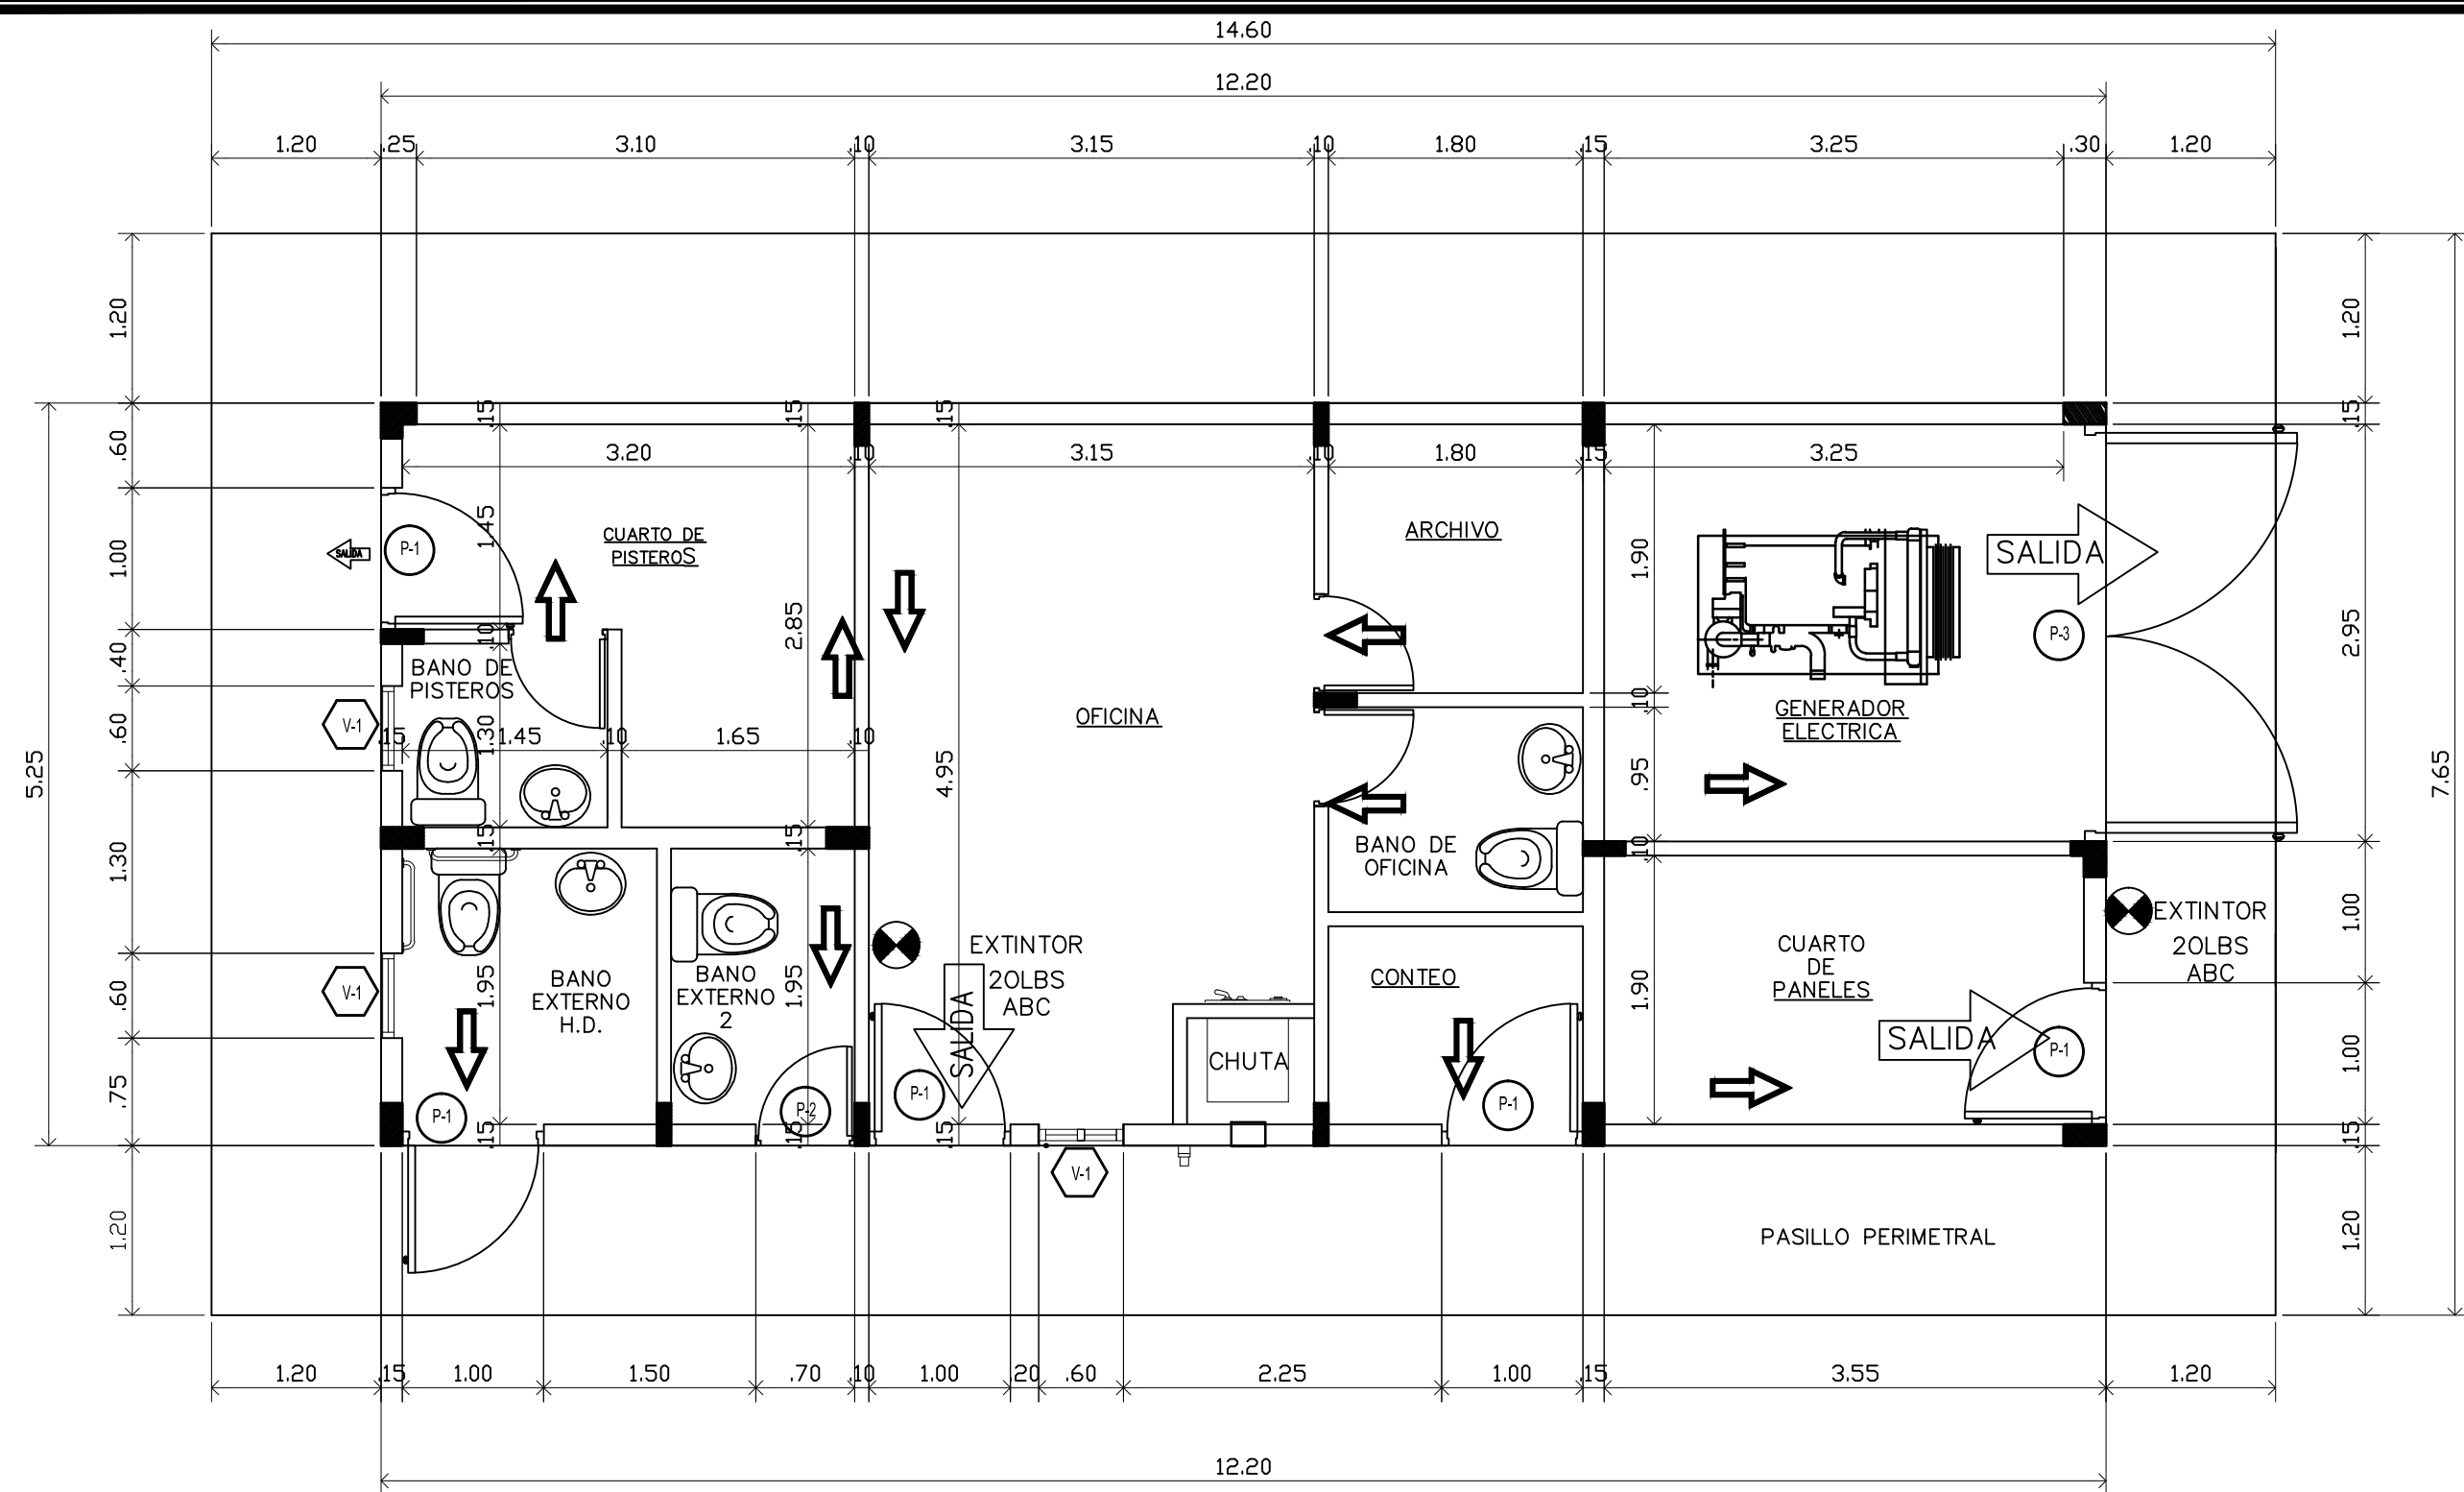 14.60
12.20
1.20 .25 3.10 .10 3.15 .10 1.80 .15 3.25 .30 1.20
1.20
1.20
.15 .15 .15 .15
.60
3.20 .10 3.15 .10 1.80 .15 3.25
CUARTO DE
PISTEROS
ARCHIVO
1.00
P-1
SALIDA
1.45
1.90
SALIDA
2.85
P-3
2.95
.10
.40
BANO DE
PISTEROS
.10
OFICINA
GENERADOR
ELECTRICA
V-1
.60
.15 1.30 1.45 .10 1.65 .10
5.25
4.95
.95
7.65
.15 .15
.10
1.30
BANO DE
OFICINA
EXTINTOR
20LBS
ABC
1.00
EXTINTOR
20LBS
ABC
CUARTO
DE
PANELES
CONTEO
BANO
EXTERNO
H.D.
BANO
EXTERNO
2
1.95
1.95
1.90
V-1
.60
SALIDA
SALIDA
CHUTA
P-1
1.00
.75
P-1
P-2
P-1
P-1
.15 .15 .15 .15
V-1
1.20
PASILLO PERIMETRAL
1.20
1.20 .15 1.00 1.50 .70 .10 1.00 .20 .60 2.25 1.00 .15 3.55 1.20
12.20